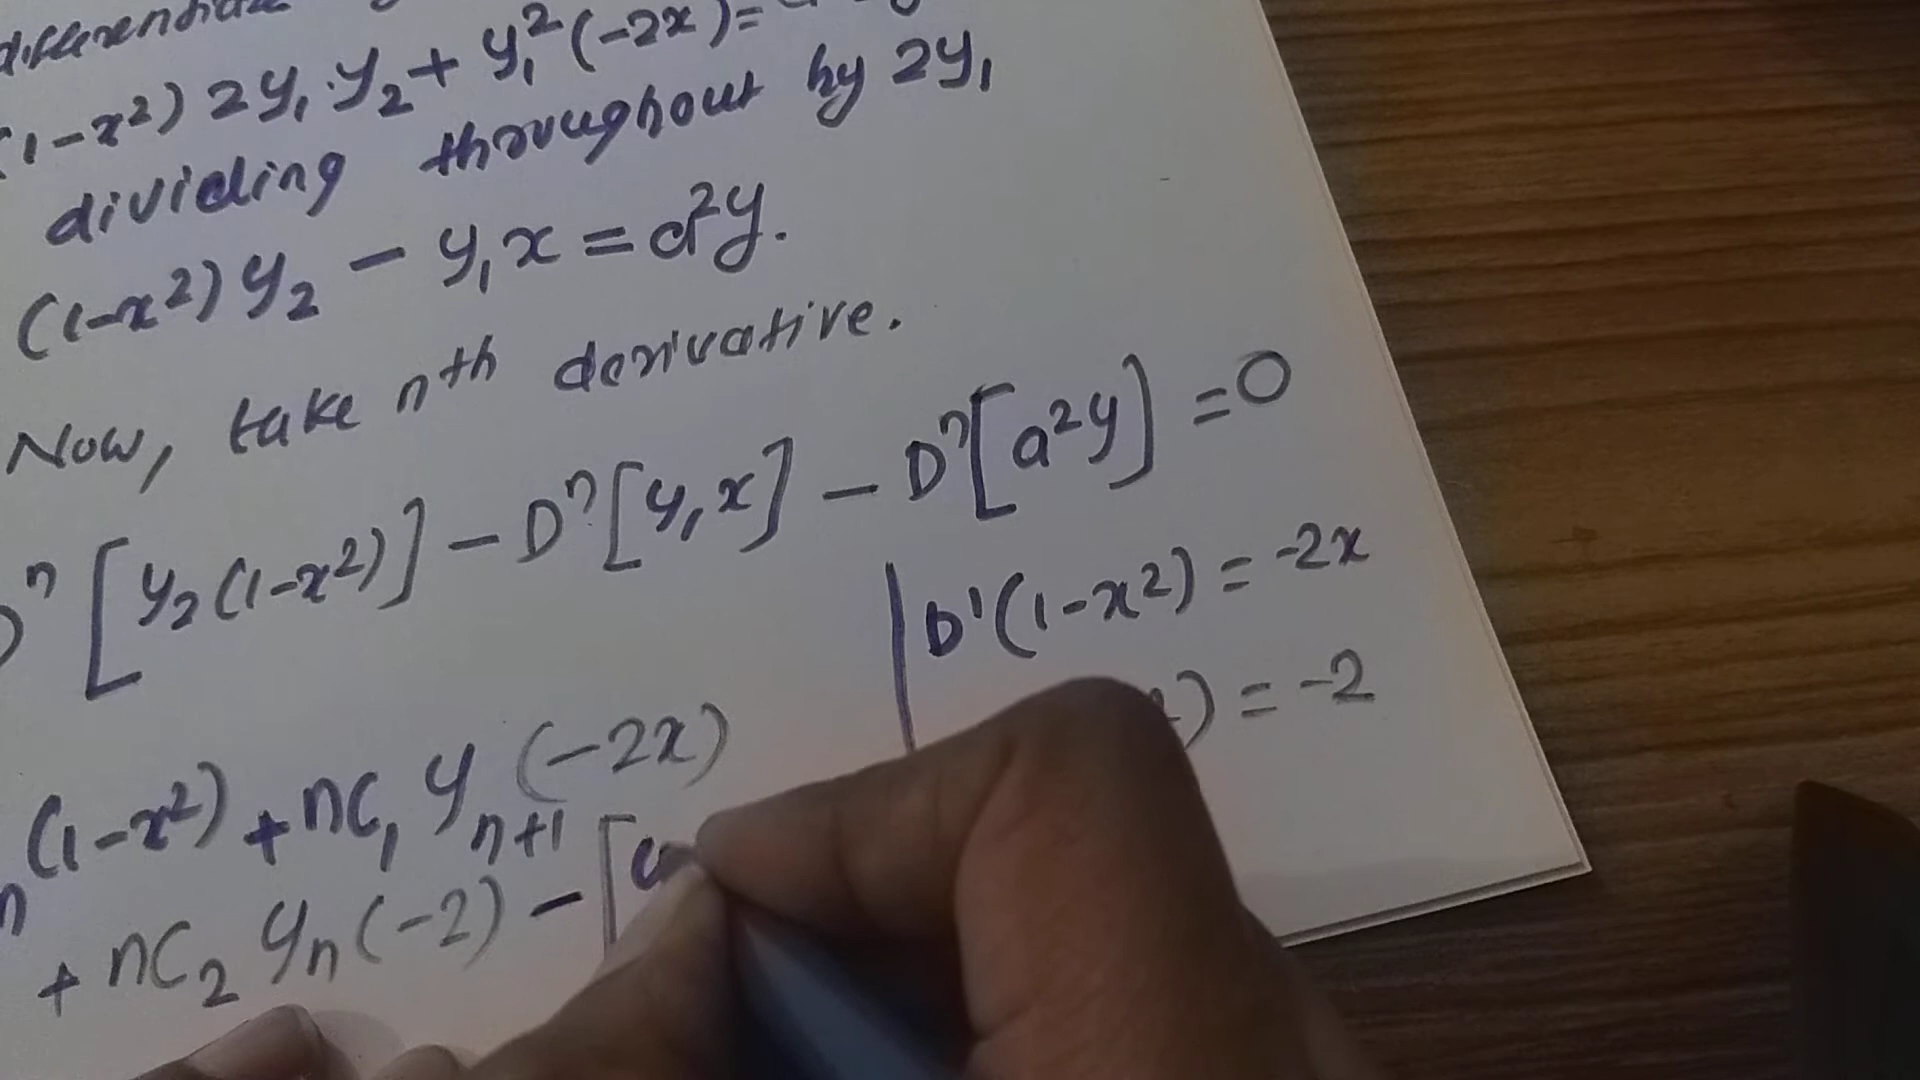 (1-x²) 2y₁.y₂ + y₁²(-2x) =
dividing throughout by 2y₁
(1-x²)y₂ - y₁x = a²y.
Now, take nth derivative.
Dⁿ[y₂(1-x²)] - Dⁿ[y₁x] - Dⁿ[a²y] = 0
D¹(1-x²) = -2x
) = -2
n (1-x²) + nC₁ yₙ₊₁ (-2x)
+ nC₂ yₙ(-2) - [